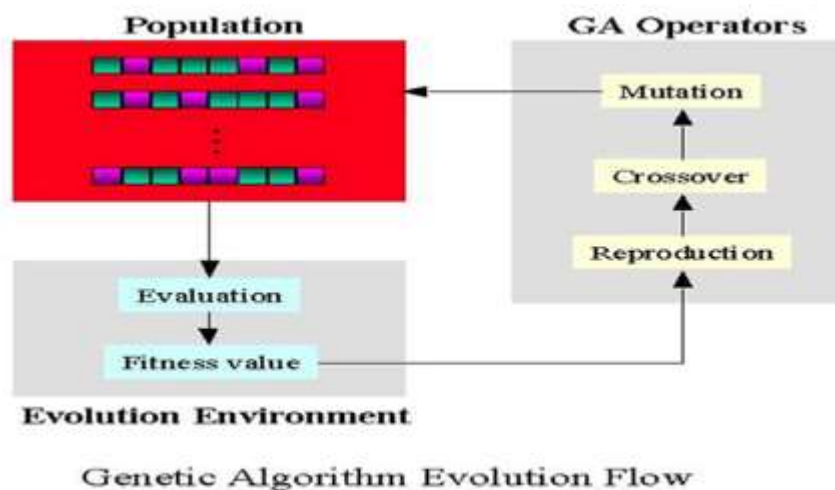 Population
GA Operators
Mutation
Crossover
Reproduction
Evaluation
Fitness value
Evolution Environment
Genetic Algorithm Evolution Flow